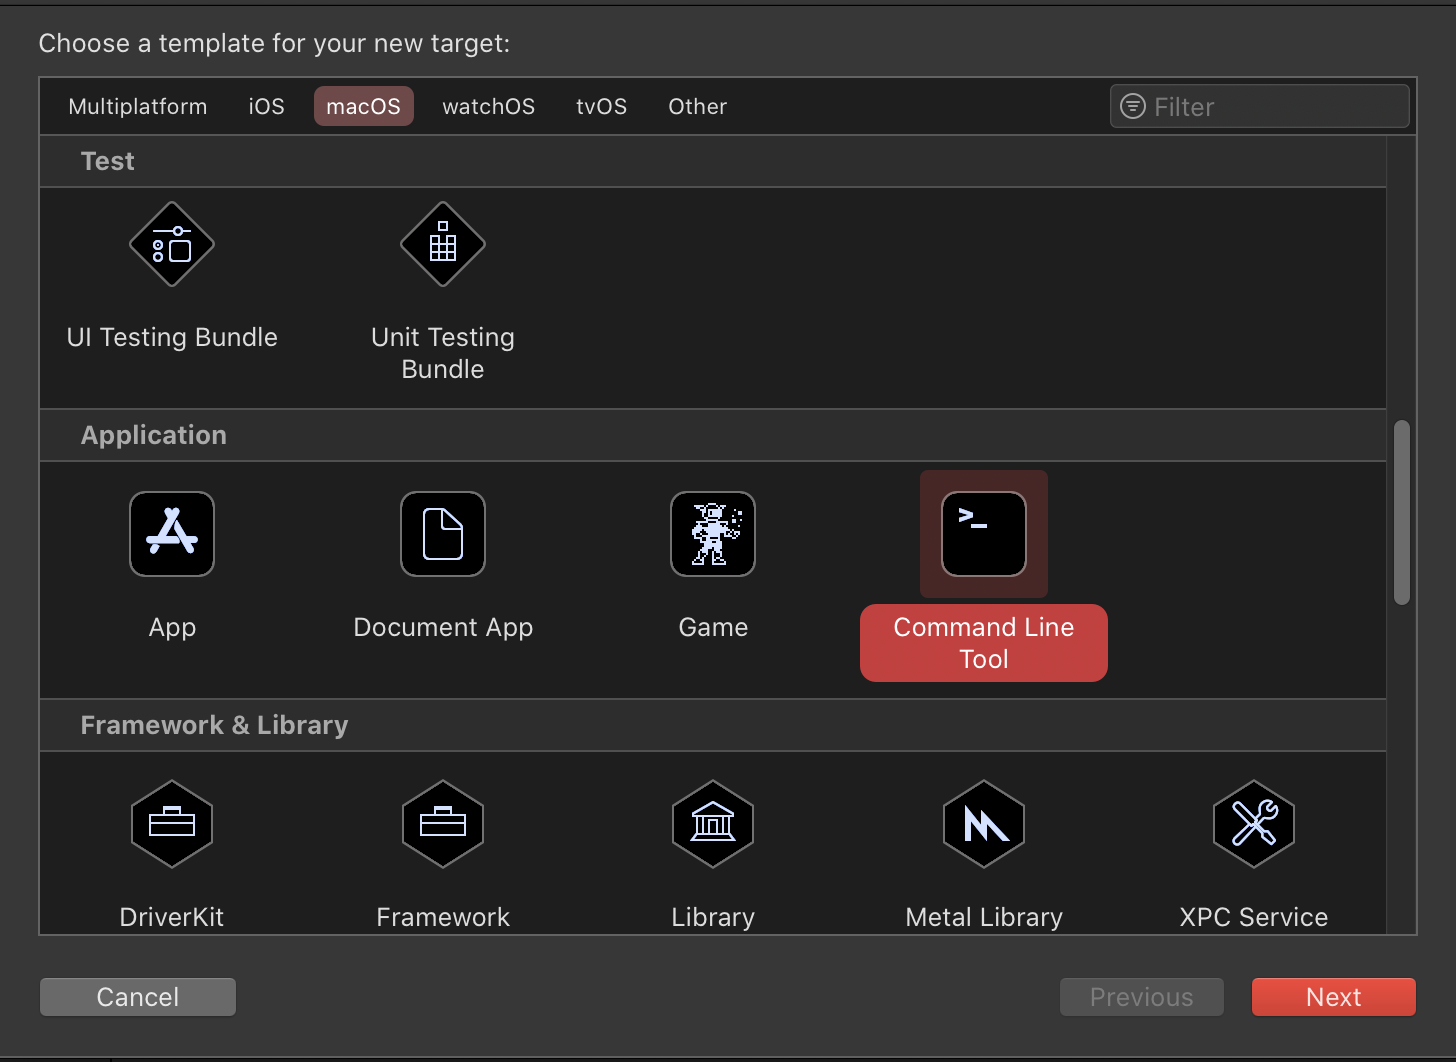 Choose a template for your new target:
Multiplatform iOS macOS watchOS tvOS Other Filter
Test
UI Testing Bundle Unit Testing
Bundle
Application
>_
App Document App Game Command Line
Tool
Framework & Library
DriverKit Framework Library Metal Library XPC Service
Cancel Previous Next